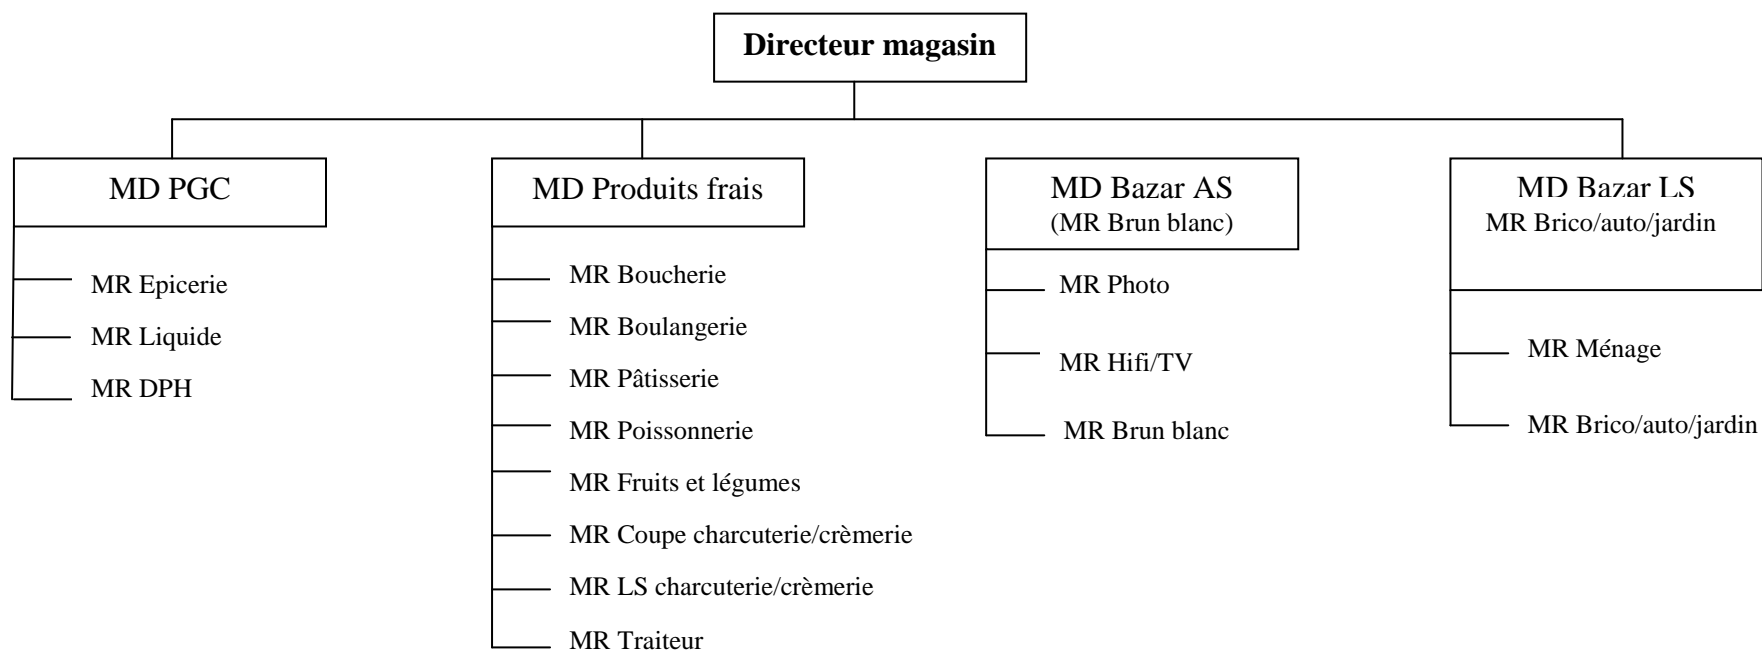 Directeur magasin
MD PGC
MR Epicerie
MR Liquide
MR DPH
MD Produits frais
MR Boucherie
MR Boulangerie
MR Pâtisserie
MR Poissonnerie
MR Fruits et légumes
MR Coupe charcuterie/crèmerie
MR LS charcuterie/crèmerie
MR Traiteur
MD Bazar AS
(MR Brun blanc)
MR Photo
MR Hifi/TV
MR Brun blanc
MD Bazar LS
MR Brico/auto/jardin
MR Ménage
MR Brico/auto/jardin